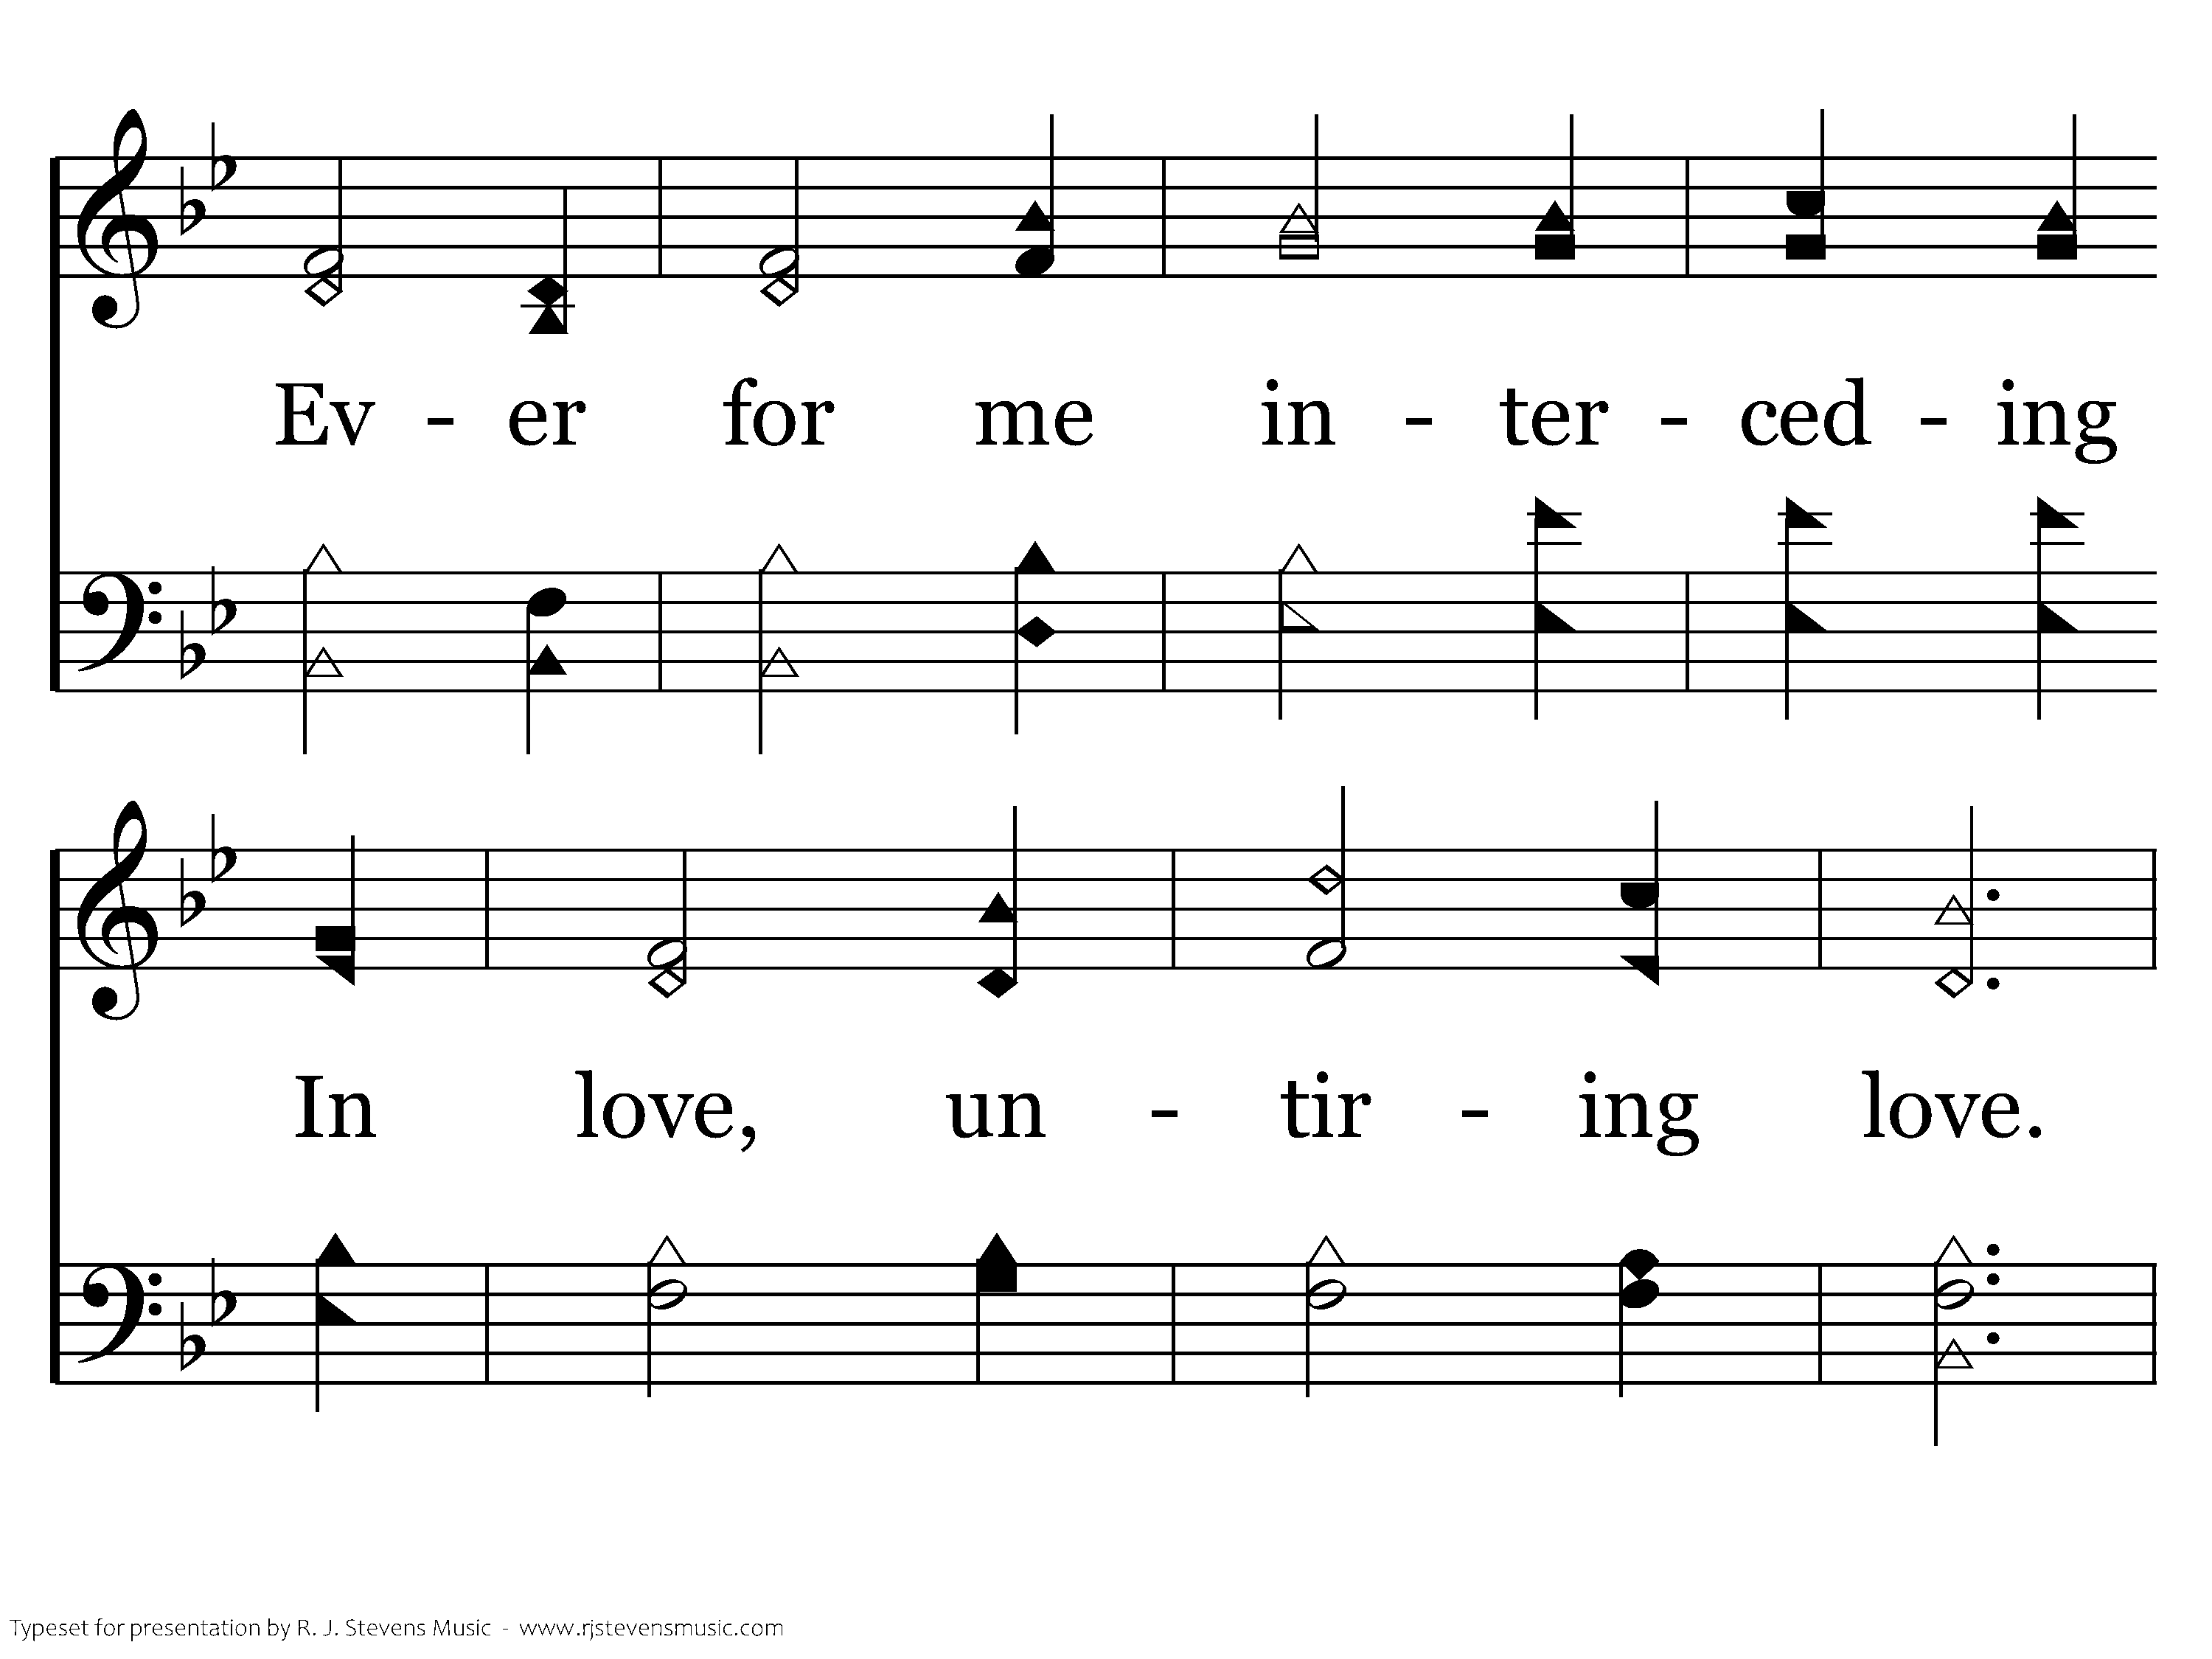 Ev - er for me in - ter - ced - ing
In love, un - tir - ing love.
Typeset for presentation by R. J. Stevens Music - www.rjstevensmusic.com